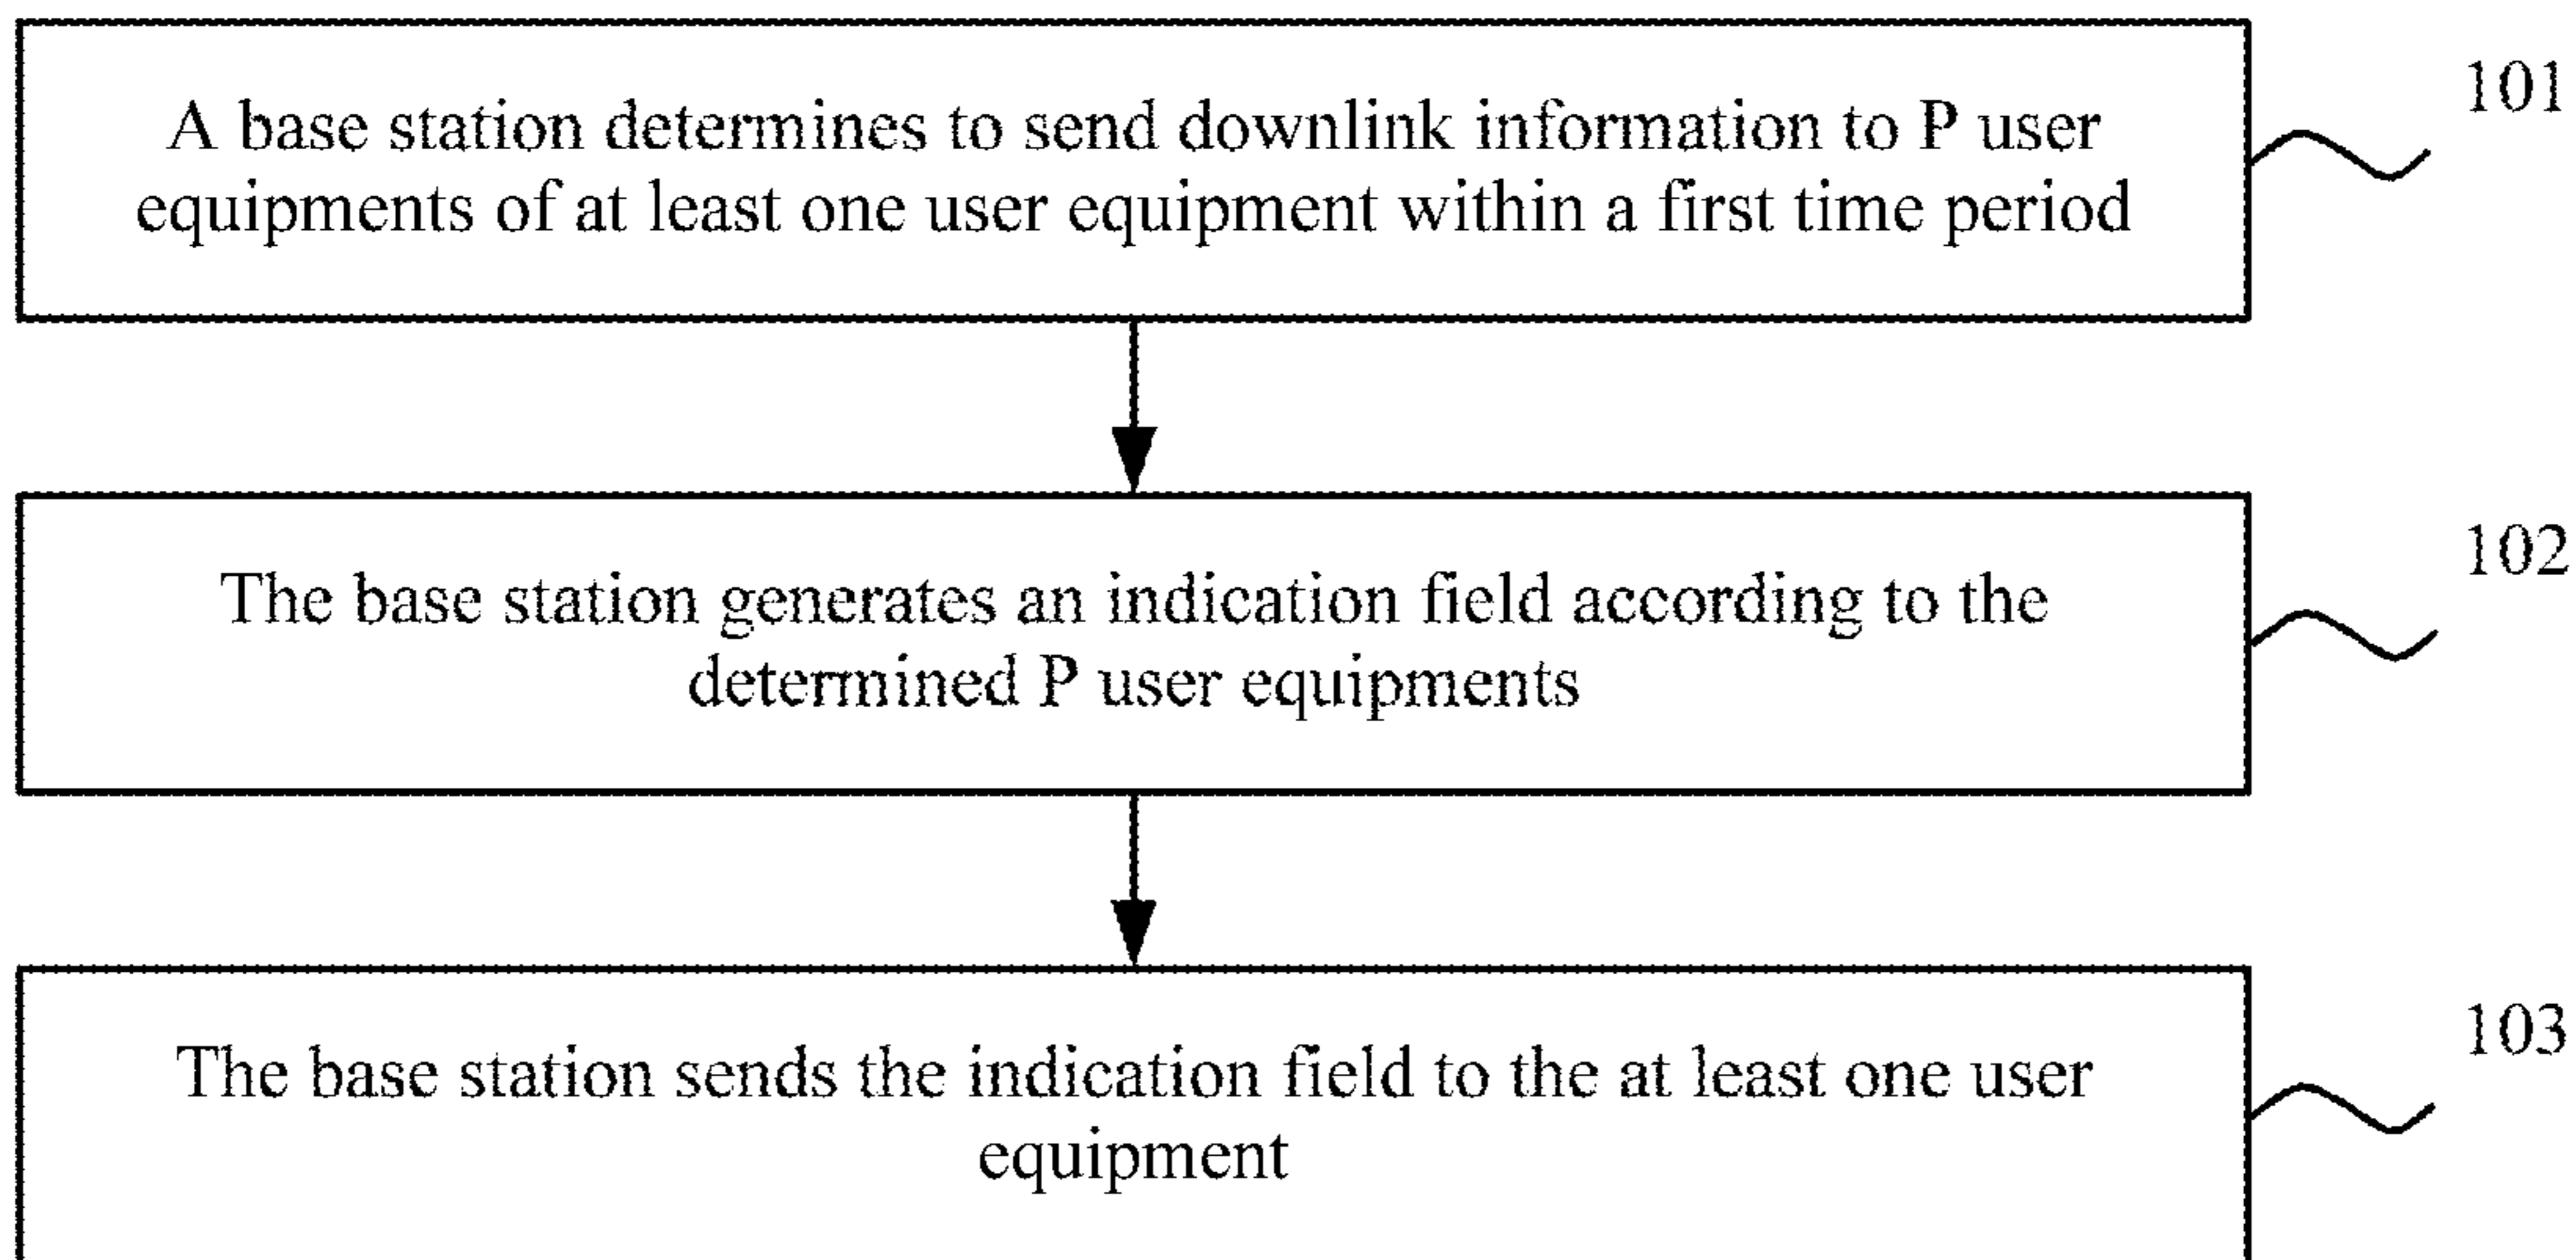 A base station determines to send downlink information to P user
equipments of at least one user equipment within a first time period
101
The base station generates an indication field according to the
determined P user equipments
102
The base station sends the indication field to the at least one user
equipment
103